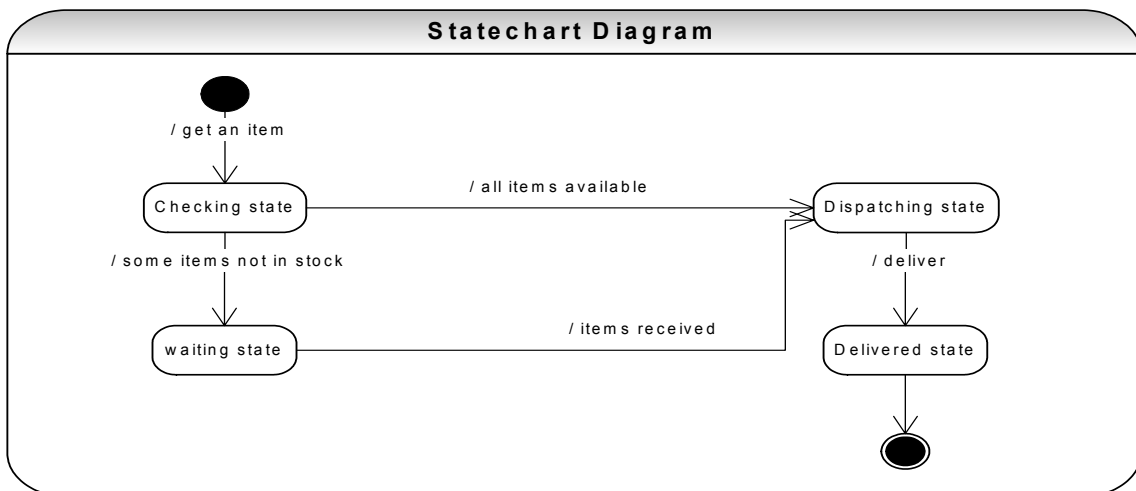 Statechart Diagram
/ get an item
/ all items available
Checking state
Dispatching state
/ some items not in stock
/ deliver
/ items received
waiting state
Delivered state